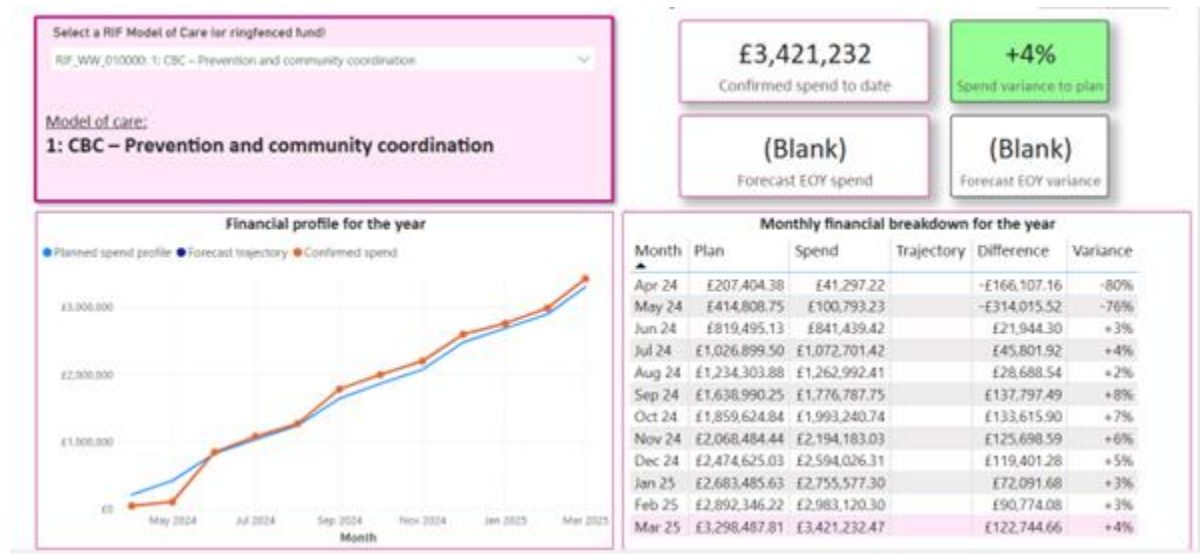 Select a RIF Model of Care (or ringfenced fund)
RIF_WW_010000: 1: CBC – Prevention and community coordination
Model of care:
1: CBC – Prevention and community coordination
£3,421,232
Confirmed spend to date
+4%
Spend variance to plan
(Blank)
Forecast EOY spend
(Blank)
Forecast EOY variance
Financial profile for the year
Planned spend profile Forecast trajectory Confirmed spend
£3,000,000
£2,000,000
£1,000,000
£0
May 2024 Jul 2024 Sep 2024 Nov 2024 Jan 2025 Mar 2025
Month
Monthly financial breakdown for the year
Month Plan Spend Trajectory Difference Variance
Apr 24 £207,404.38 £41,297.22 -£166,107.16 -80%
May 24 £414,808.75 £100,793.23 -£314,015.52 -76%
Jun 24 £819,495.13 £841,439.42 £21,944.30 +3%
Jul 24 £1,026,899.50 £1,072,701.42 £45,801.92 +4%
Aug 24 £1,234,303.88 £1,262,992.41 £28,688.54 +2%
Sep 24 £1,638,990.25 £1,776,787.75 £137,797.49 +8%
Oct 24 £1,859,624.84 £1,993,240.74 £133,615.90 +7%
Nov 24 £2,068,484.44 £2,194,183.03 £125,698.59 +6%
Dec 24 £2,474,625.03 £2,594,026.31 £119,401.28 +5%
Jan 25 £2,683,485.63 £2,755,577.30 £72,091.68 +3%
Feb 25 £2,892,346.22 £2,983,120.30 £90,774.08 +3%
Mar 25 £3,298,487.81 £3,421,232.47 £122,744.66 +4%